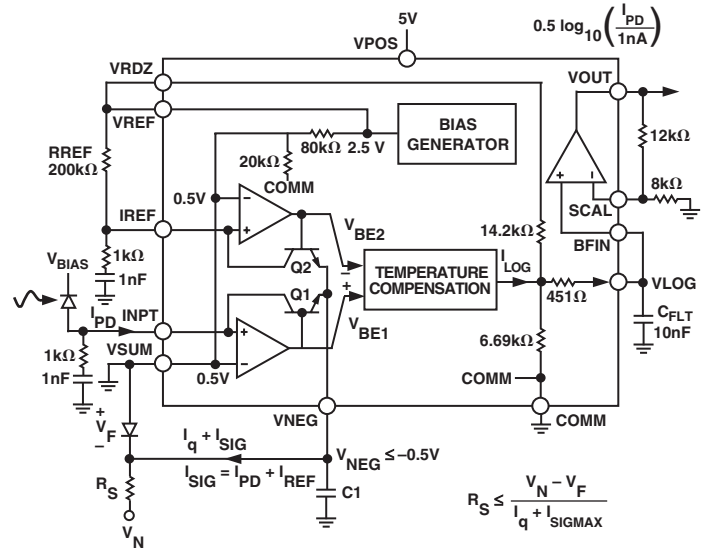 5V
VPOS
0.5 log10(IPD/1nA)
VRDZ
VOUT
VREF
BIAS
GENERATOR
80kΩ
2.5 V
20kΩ
COMM
RREF
200kΩ
12kΩ
8kΩ
0.5V
+
–
SCAL
IREF
–
+
VBE2
14.2kΩ
BFIN
1kΩ
1nF
VBIAS
Q2
Q1
–
+
TEMPERATURE
COMPENSATION
ILOG
VLOG
451Ω
IPD
INPT
+
–
VBE1
CFLT
10nF
1kΩ
1nF
VSUM
0.5V
6.69kΩ
COMM
VNEG
COMM
+
VF
–
Iq + ISIG
VNEG ≤ –0.5V
ISIG = IPD + IREF
RS
C1
VN
RS ≤ (VN – VF)/(Iq + ISIGMAX)